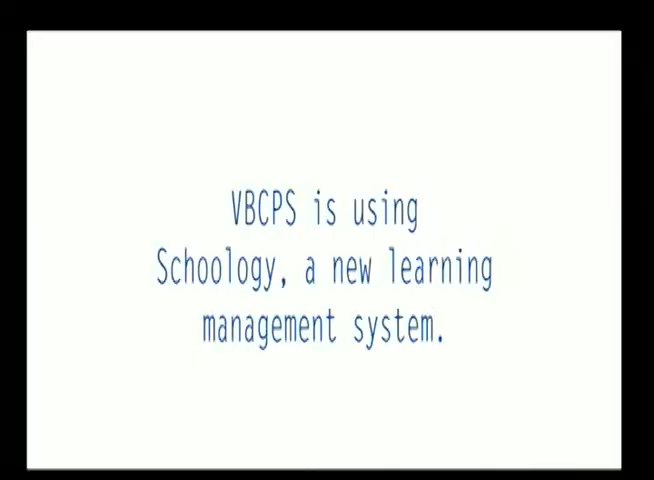 VBCPS is using
Schoology, a new learning
management system.